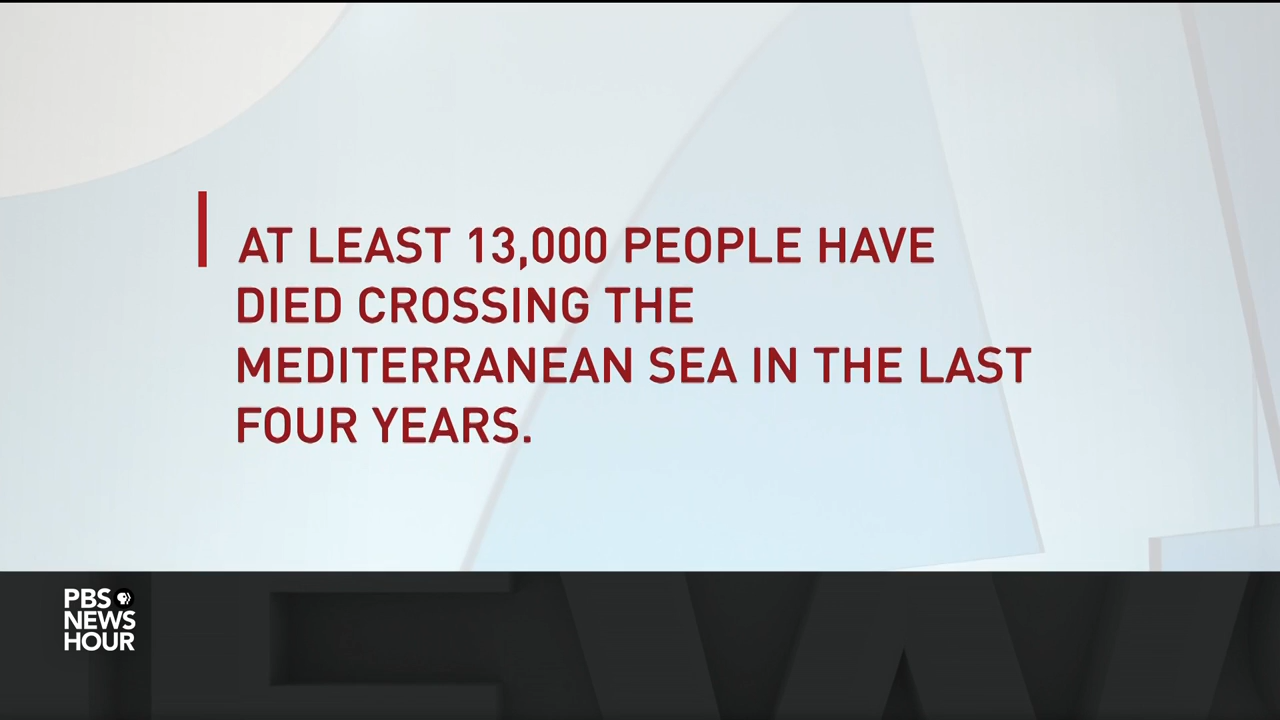 AT LEAST 13,000 PEOPLE HAVE
DIED CROSSING THE
MEDITERRANEAN SEA IN THE LAST
FOUR YEARS.
PBS
NEWS
HOUR